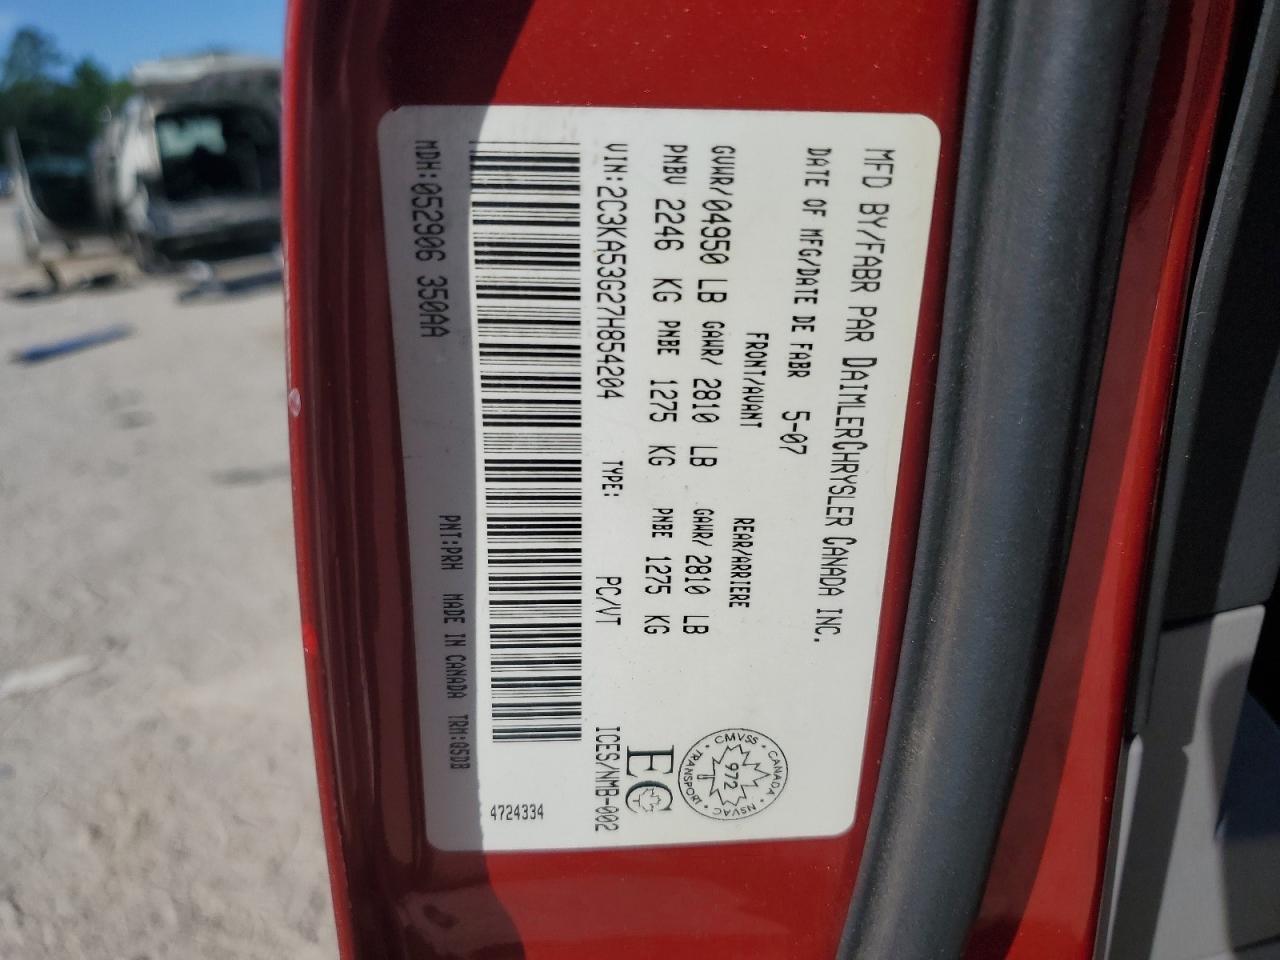 MFD BY/FABR PAR DAIMLERCHRYSLER CANADA INC.
DATE OF MFG/DATE DE FABR 5-07
FRONT/AVANT REAR/ARRIERE
GVWR/04950 LB GAWR/ 2810 LB GAWR/ 2810 LB
PNBV 2246 KG PNBE 1275 KG PNBE 1275 KG
VIN:2C3KA53G27H854204 TYPE: PC/VT ICES/NMB-002
MDH:052906 350AA
PNT:PRH MADE IN CANADA TRM:Q5DB
4724334
EC
CMVSS • CANADA • NSVAC • TRANSPORT •
972